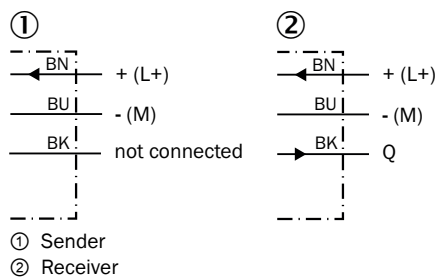 ① ②
BN + (L+) BN + (L+)
BU - (M) BU - (M)
BK not connected BK Q
① Sender
② Receiver